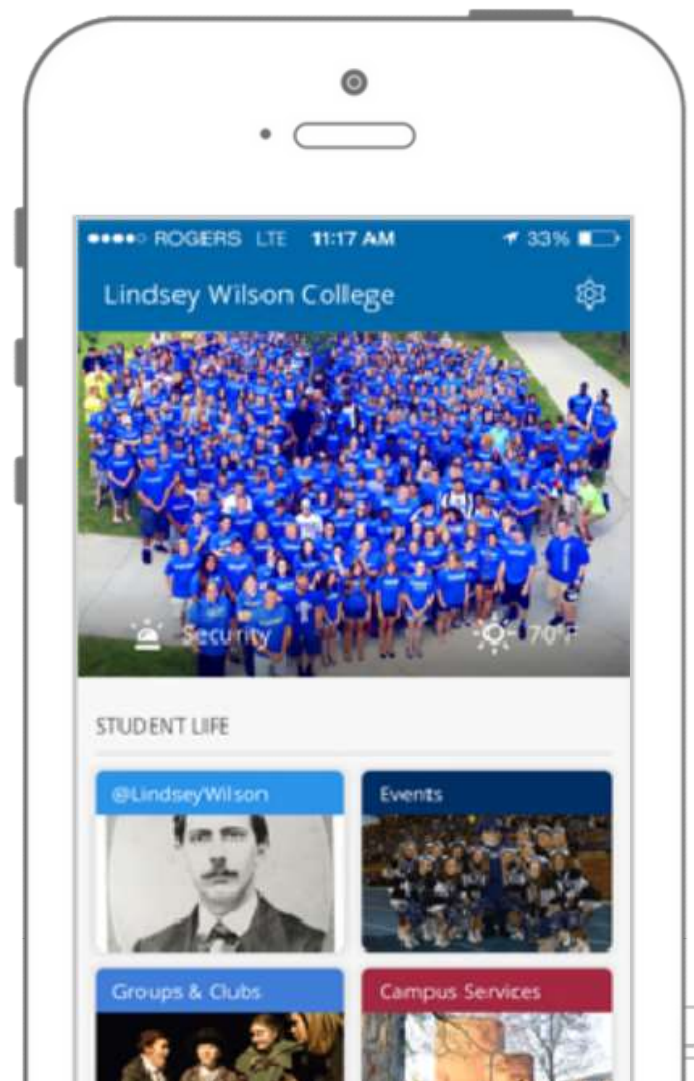 ROGERS LTE 11:17 AM 33%
Lindsey Wilson College
Security 70°F
STUDENT LIFE
@LindseyWilson Events
Groups & Clubs Campus Services